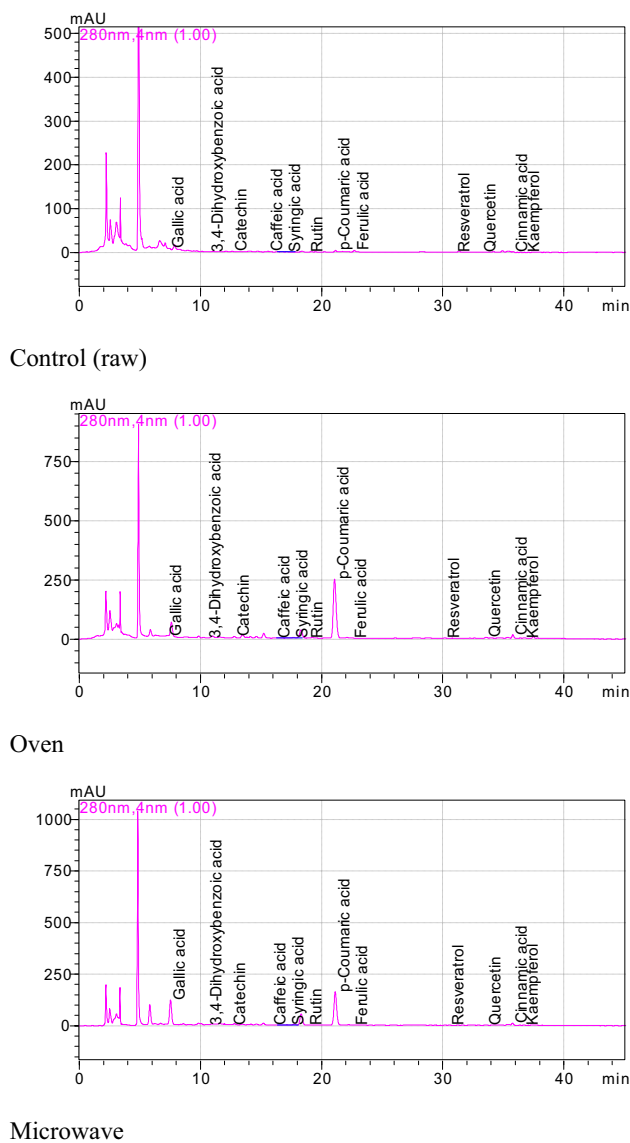 mAU
280nm,4nm (1.00)
500
400
300
200
100
0
Gallic acid
3,4-Dihydroxybenzoic acid
Catechin
Caffeic acid
Syringic acid
Rutin
p-Coumaric acid
Ferulic acid
Resveratrol
Quercetin
Cinnamic acid
Kaempferol
0 10 20 30 40 min
Control (raw)
mAU
280nm,4nm (1.00)
750
500
250
0
Gallic acid
3,4-Dihydroxybenzoic acid
Catechin
Caffeic acid
Syringic acid
Rutin
p-Coumaric acid
Ferulic acid
Resveratrol
Quercetin
Cinnamic acid
Kaempferol
0 10 20 30 40 min
Oven
mAU
280nm,4nm (1.00)
1000
750
500
250
0
Gallic acid
3,4-Dihydroxybenzoic acid
Catechin
Caffeic acid
Syringic acid
Rutin
p-Coumaric acid
Ferulic acid
Resveratrol
Quercetin
Cinnamic acid
Kaempferol
0 10 20 30 40 min
Microwave